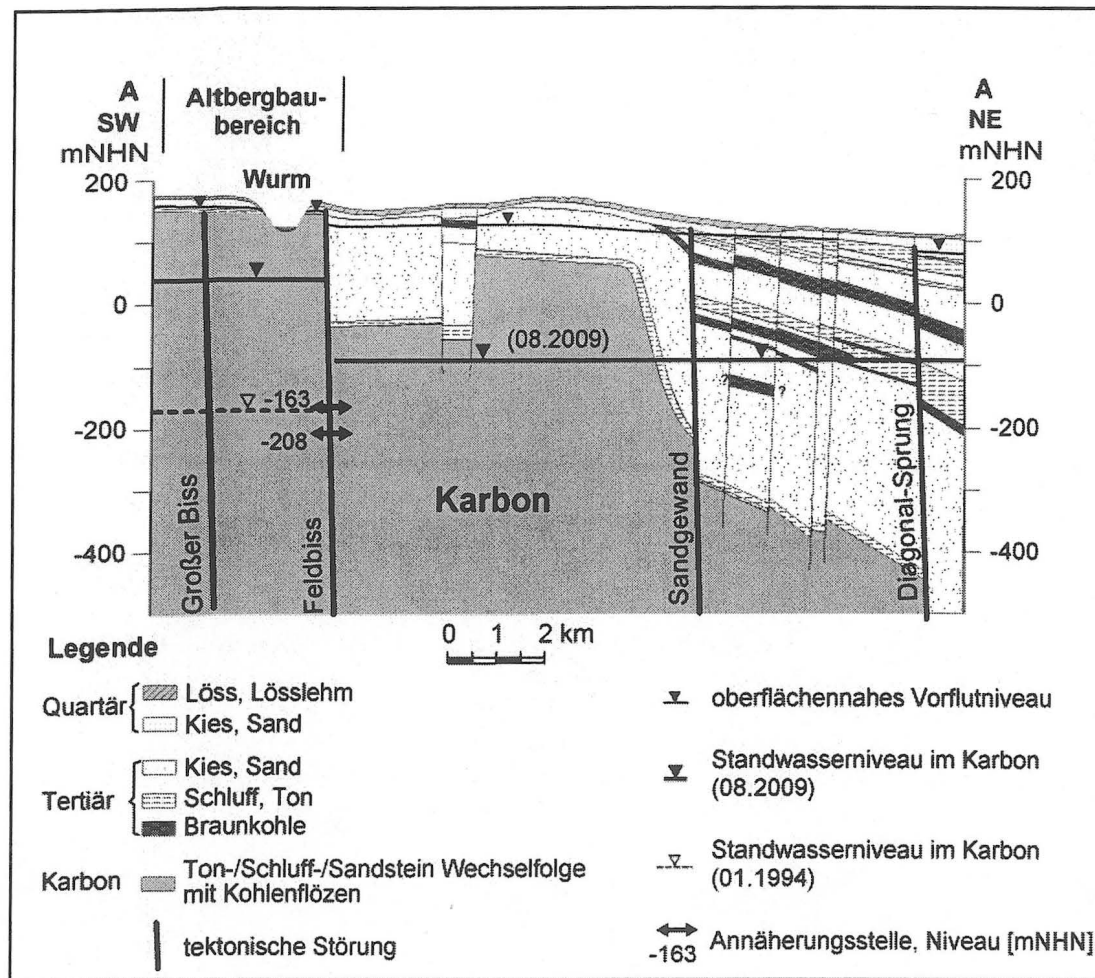 A
SW
mNHN
Altbergbau-
bereich
A
NE
mNHN
Wurm
200
0
-200
-400
200
0
-200
-400
(08.2009)
-163
-208
? ?
Karbon
Großer Biss
Feldbiss
Sandgewand
Diagonal-Sprung
0 1 2 km
Legende
Quartär
Löss, Lösslehm
Kies, Sand
Tertiär
Kies, Sand
Schluff, Ton
Braunkohle
Karbon
Ton-/Schluff-/Sandstein Wechselfolge
mit Kohlenflözen
tektonische Störung
oberflächennahes Vorflutniveau
Standwasserniveau im Karbon
(08.2009)
Standwasserniveau im Karbon
(01.1994)
-163
Annäherungsstelle, Niveau [mNHN]